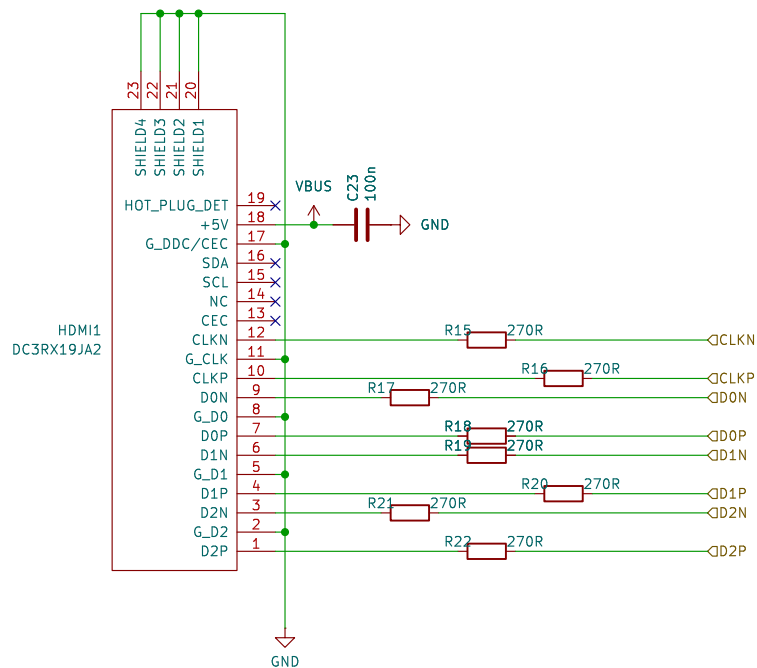 23
22
21
20
SHIELD4
SHIELD3
SHIELD2
SHIELD1
HOT_PLUG_DET 19
+5V 18
VBUS
C23
100n
GND
G_DDC/CEC 17
SDA 16
SCL 15
NC 14
CEC 13
HDMI1
DC3RX19JA2
CLKN 12 R15 270R CLKN
G_CLK 11
CLKP 10 R16 270R CLKP
D0N 9 R17 270R D0N
G_D0 8
D0P 7 R18 270R D0P
D1N 6 R19 270R D1N
G_D1 5
D1P 4 R20 270R D1P
D2N 3 R21 270R D2N
G_D2 2
D2P 1 R22 270R D2P
GND